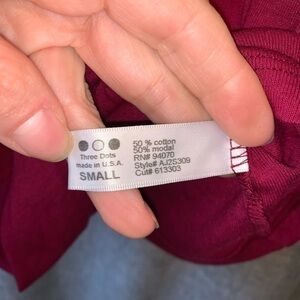 Three Dots
made in U.S.A.
SMALL
50 % cotton
50% modal
RN# 94070
Style# AJ2S309
Cut# 613303